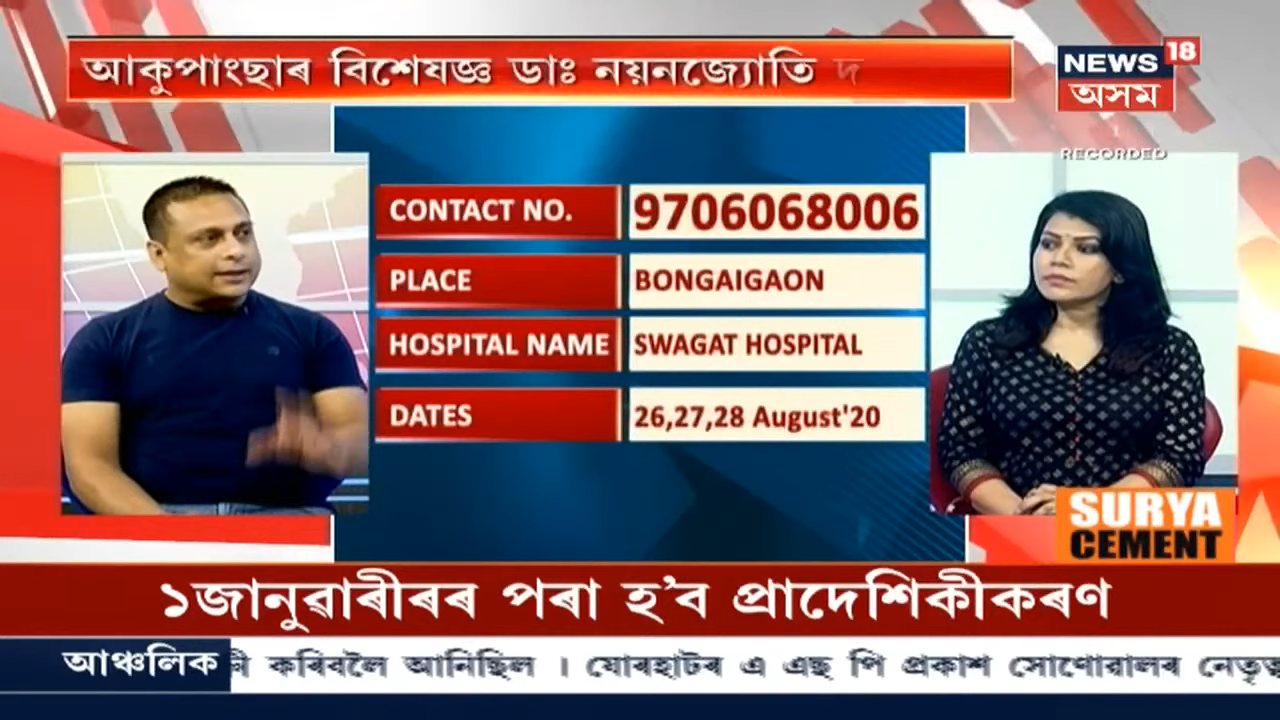 আকুপাংছাৰ বিশেষজ্ঞ ডাঃ নয়নজ্যোতি দ
NEWS 18
অসম
RECORDED
CONTACT NO. 9706068006
PLACE BONGAIGAON
HOSPITAL NAME SWAGAT HOSPITAL
DATES 26,27,28 August'20
SURYA
CEMENT
১জানুৱাৰীৰৰ পৰা হ'ব প্ৰাদেশিকীকৰণ
আঞ্চলিক কৰিবলৈ আনিছিল । যোৰহাটৰ এ এছ পি প্ৰকাশ সোণোৱালৰ